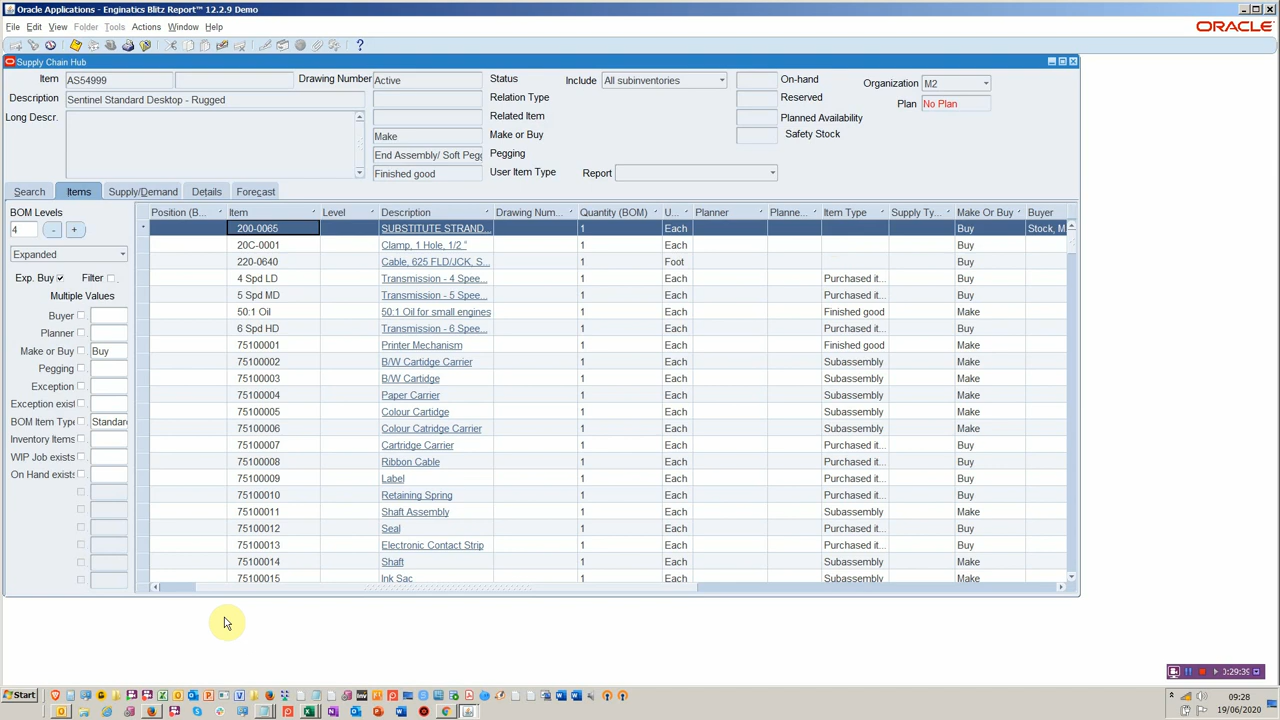 Oracle Applications - Enginatics Blitz Report™ 12.2.9 Demo
File Edit View Folder Tools Actions Window Help
ORACLE
Supply Chain Hub
Item AS54999 Drawing Number Active Status Include All subinventories On-hand Organization M2
Description Sentinel Standard Desktop - Rugged Relation Type Reserved Plan No Plan
Long Descr. Related Item Planned Availability
Make Make or Buy Safety Stock
End Assembly/ Soft Pegg Pegging
Finished good User Item Type Report
Search Items Supply/Demand Details Forecast
BOM Levels
4 - +
Expanded
Exp. Buy Filter
Multiple Values
Buyer
Planner
Make or Buy Buy
Pegging
Exception
Exception exist
BOM Item Type Standard
Inventory Items
WIP Job exists
On Hand exists
Position (B... Item Level Description Drawing Num... Quantity (BOM) U... Planner Planne... Item Type Supply Ty... Make Or Buy Buyer
200-0065 SUBSTITUTE STRAND... 1 Each Buy Stock, M
20C-0001 Clamp, 1 Hole, 1/2 " 1 Each Buy
220-0640 Cable, 625 FLD/JCK, S... 1 Foot Buy
4 Spd LD Transmission - 4 Spee... 1 Each Purchased it... Buy
5 Spd MD Transmission - 5 Spee... 1 Each Purchased it... Buy
50:1 Oil 50:1 Oil for small engines 1 Each Finished good Make
6 Spd HD Transmission - 6 Spee... 1 Each Purchased it... Buy
75100001 Printer Mechanism 1 Each Finished good Make
75100002 B/W Cartidge Carrier 1 Each Subassembly Make
75100003 B/W Cartidge 1 Each Subassembly Make
75100004 Paper Carrier 1 Each Subassembly Make
75100005 Colour Cartidge 1 Each Subassembly Make
75100006 Colour Catridge Carrier 1 Each Subassembly Make
75100007 Cartridge Carrier 1 Each Purchased it... Buy
75100008 Ribbon Cable 1 Each Purchased it... Buy
75100009 Label 1 Each Purchased it... Buy
75100010 Retaining Spring 1 Each Purchased it... Buy
75100011 Shaft Assembly 1 Each Subassembly Make
75100012 Seal 1 Each Purchased it... Buy
75100013 Electronic Contact Strip 1 Each Purchased it... Buy
75100014 Shaft 1 Each Subassembly Make
75100015 Ink Sac 1 Each Subassembly Make
0:29:39
Start
09:28
19/06/2020